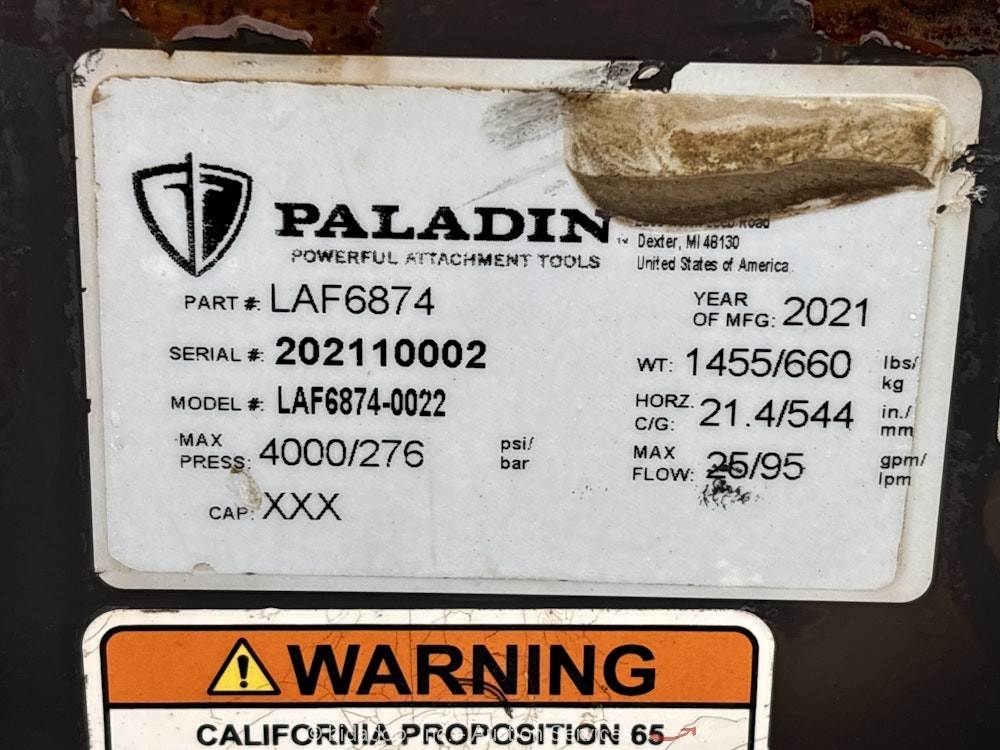 PALADIN™
POWERFUL ATTACHMENT TOOLS
Road
Dexter, MI 48130
United States of America
PART #: LAF6874
SERIAL #: 202110002
MODEL #: LAF6874-0022
MAX PRESS: 4000/276 psi/ bar
CAP: XXX
YEAR OF MFG: 2021
WT: 1455/660 lbs/ kg
HORZ. C/G: 21.4/544 in./ mm
MAX FLOW: 25/95 gpm/ lpm
WARNING
CALIFORNIA PROPOSITION 65